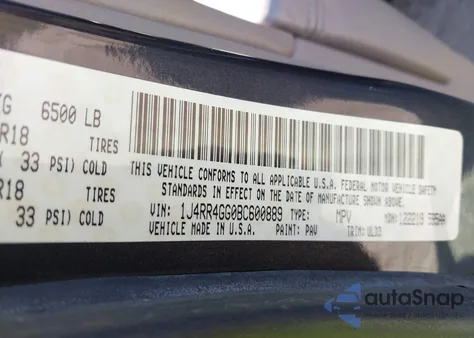 KG 6500 LB
R18 TIRES
( 33 PSI) COLD
R18 TIRES
33 PSI) COLD
THIS VEHICLE CONFORMS TO ALL APPLICABLE U.S.A. FEDERAL MOTOR VEHICLE SAFETY
STANDARDS IN EFFECT ON THE DATE OF MANUFACTURE SHOWN ABOVE.
VIN: 1J4RR4GG0BC600889 TYPE: MPV
VEHICLE MADE IN U.S.A. PAINT: PAV TRIM:
autoSnap